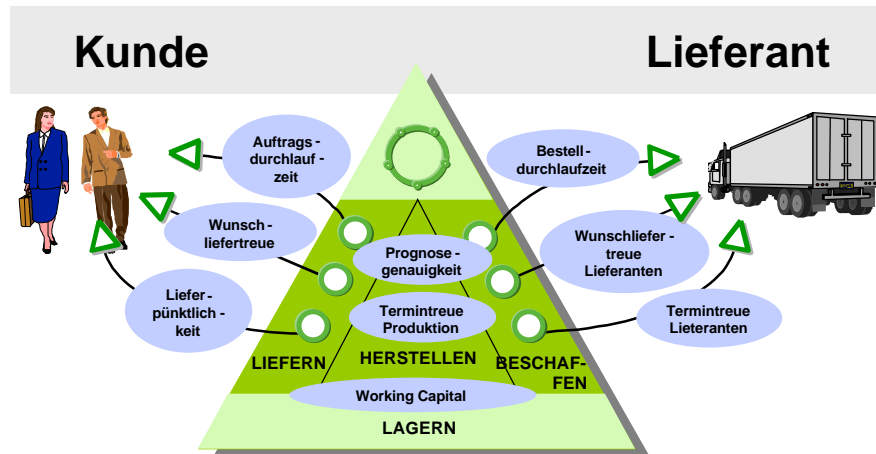 Kunde
Lieferant
Auftrags-
durchlauf-
zeit
Bestell-
durchlaufzeit
Wunsch-
liefertreue
Prognose-
genauigkeit
Wunschliefer-
treue
Lieferanten
Liefer-
pünktlich-
keit
Termintreue
Produktion
Termintreue
Lieteranten
LIEFERN
HERSTELLEN
BESCHAF-
FEN
Working Capital
LAGERN